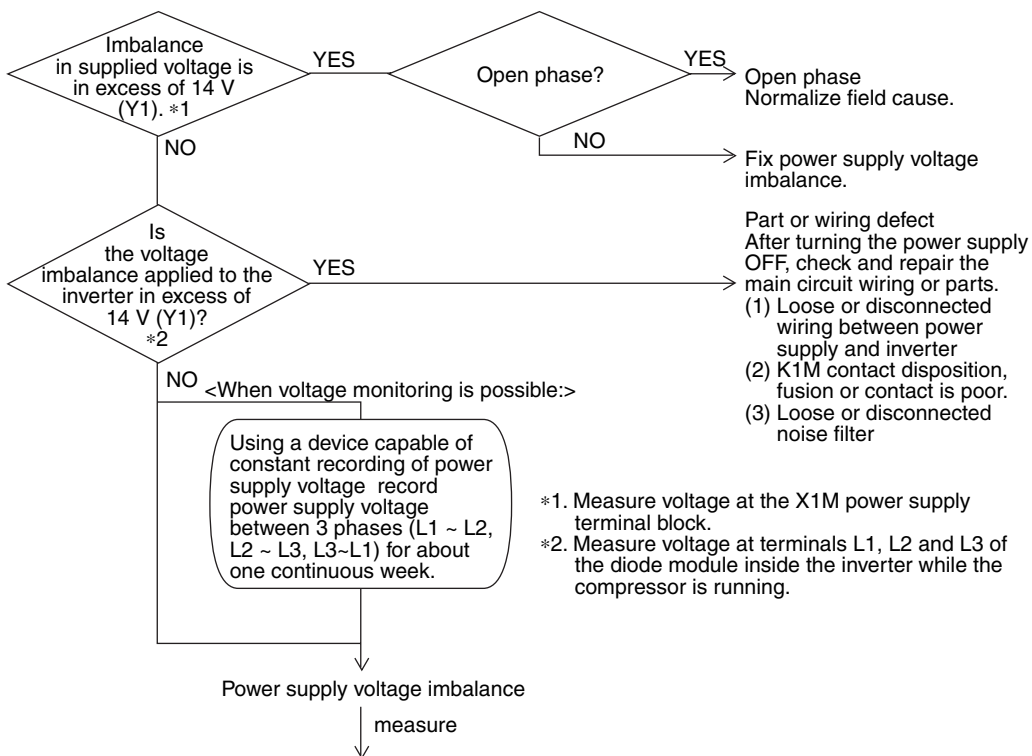 Imbalance
in supplied voltage is
in excess of 14 V
(Y1). *1
YES
Open phase?
YES
Open phase
Normalize field cause.
NO
NO
Fix power supply voltage
imbalance.
Is
the voltage
imbalance applied to the
inverter in excess of
14 V (Y1)?
*2
YES
Part or wiring defect
After turning the power supply
OFF, check and repair the
main circuit wiring or parts.
(1) Loose or disconnected
wiring between power
supply and inverter
(2) K1M contact disposition,
fusion or contact is poor.
(3) Loose or disconnected
noise filter
NO
<When voltage monitoring is possible:>
Using a device capable of
constant recording of power
supply voltage record
power supply voltage
between 3 phases (L1 ~ L2,
L2 ~ L3, L3~L1) for about
one continuous week.
*1. Measure voltage at the X1M power supply
terminal block.
*2. Measure voltage at terminals L1, L2 and L3 of
the diode module inside the inverter while the
compressor is running.
Power supply voltage imbalance
measure